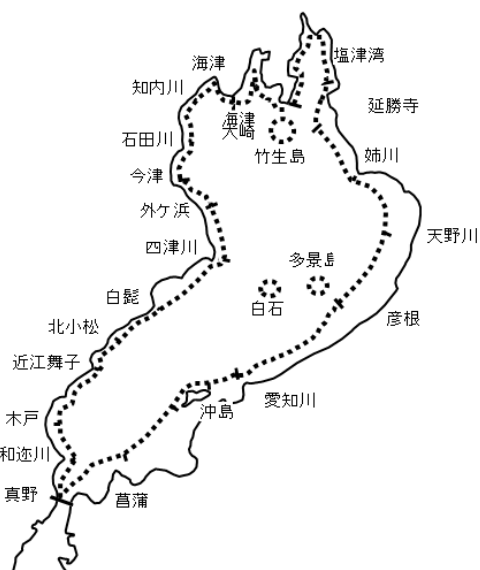 海津
塩津湾
知内川
延勝寺
海津
大崎
石田川
竹生島
姉川
今津
外ケ浜
天野川
四津川
多景島
白髭
白石
彦根
北小松
近江舞子
愛知川
沖島
木戸
和迩川
真野
菖蒲